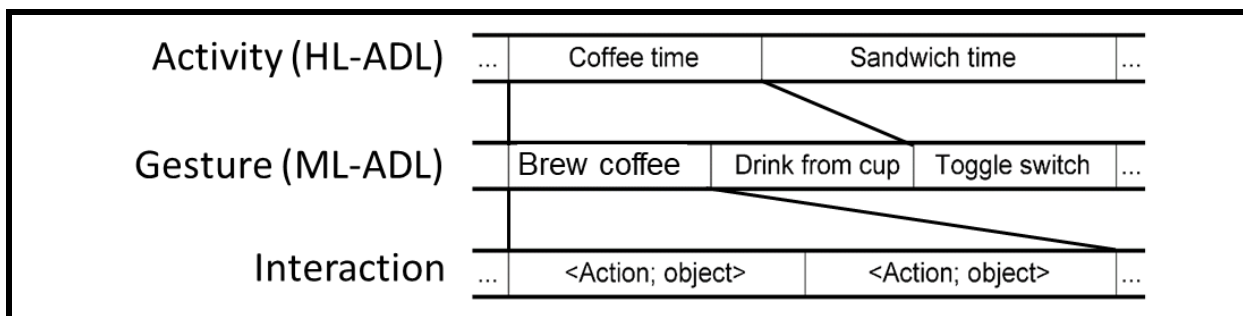 Activity (HL-ADL) ... Coffee time Sandwich time ...
Gesture (ML-ADL) Brew coffee Drink from cup Toggle switch ...
Interaction ... <Action; object> <Action; object> ...